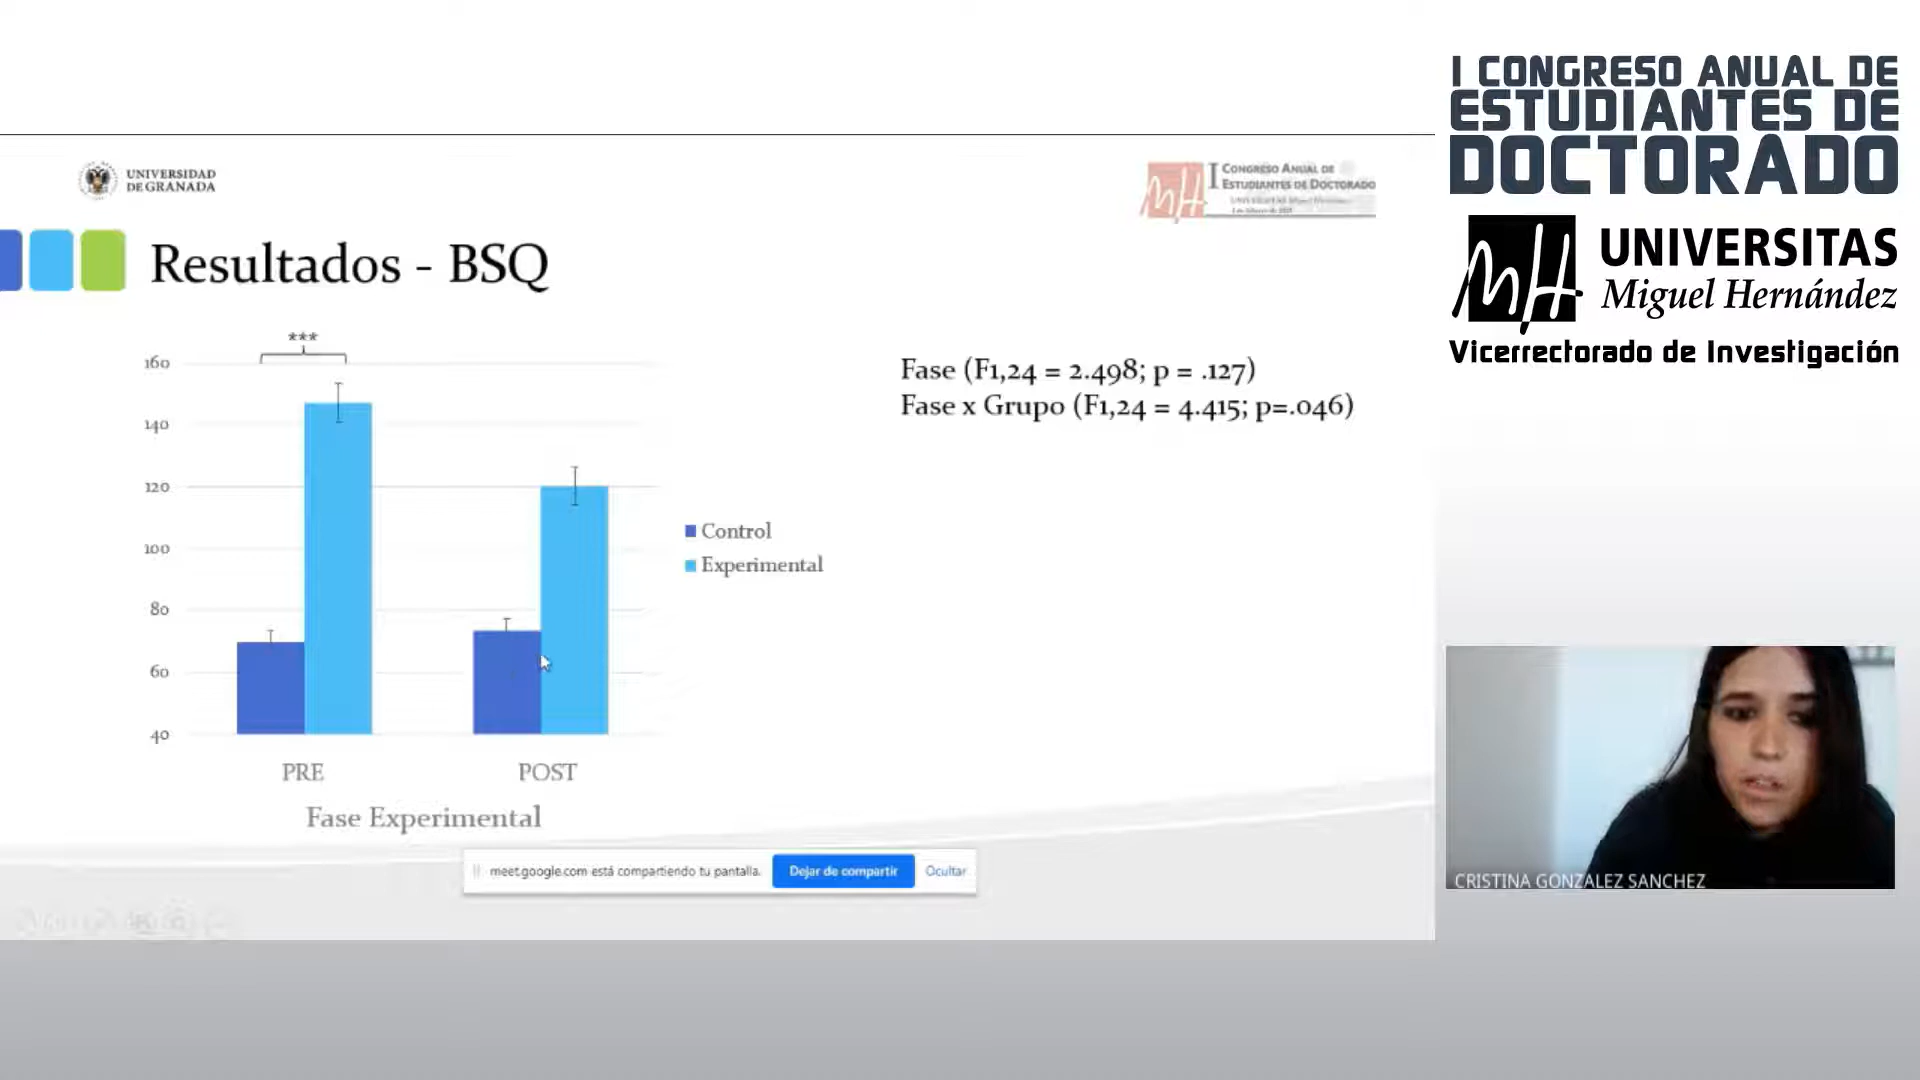 I CONGRESO ANUAL DE
ESTUDIANTES DE
DOCTORADO
UNIVERSITAS
Miguel Hernández
Vicerrectorado de Investigación
UNIVERSIDAD
DE GRANADA
I CONGRESO ANUAL DE
ESTUDIANTES DE DOCTORADO
Resultados - BSQ
***
160
140
120
100
80
60
40
PRE
POST
Fase Experimental
Control
Experimental
Fase (F1,24 = 2.498; p = .127)
Fase x Grupo (F1,24 = 4.415; p=.046)
meet.google.com está compartiendo tu pantalla.
Dejar de compartir
Ocultar
CRISTINA GONZALEZ SANCHEZ